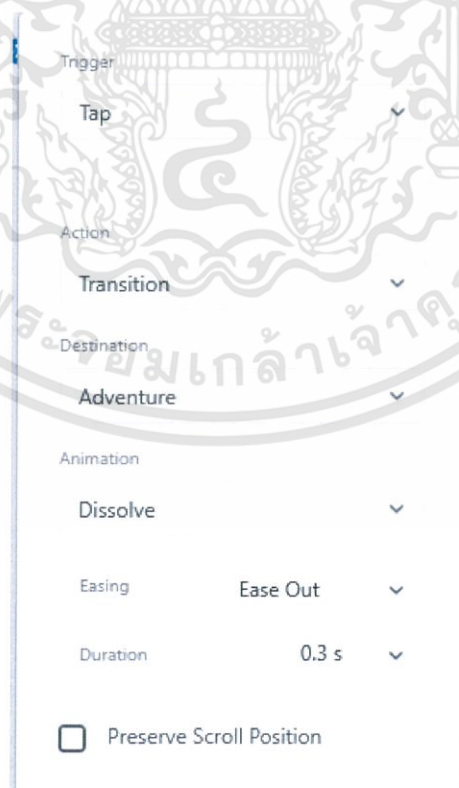 Trigger
Tap
Action
Transition
Destination
Adventure
Animation
Dissolve
Easing Ease Out
Duration 0.3 s
Preserve Scroll Position